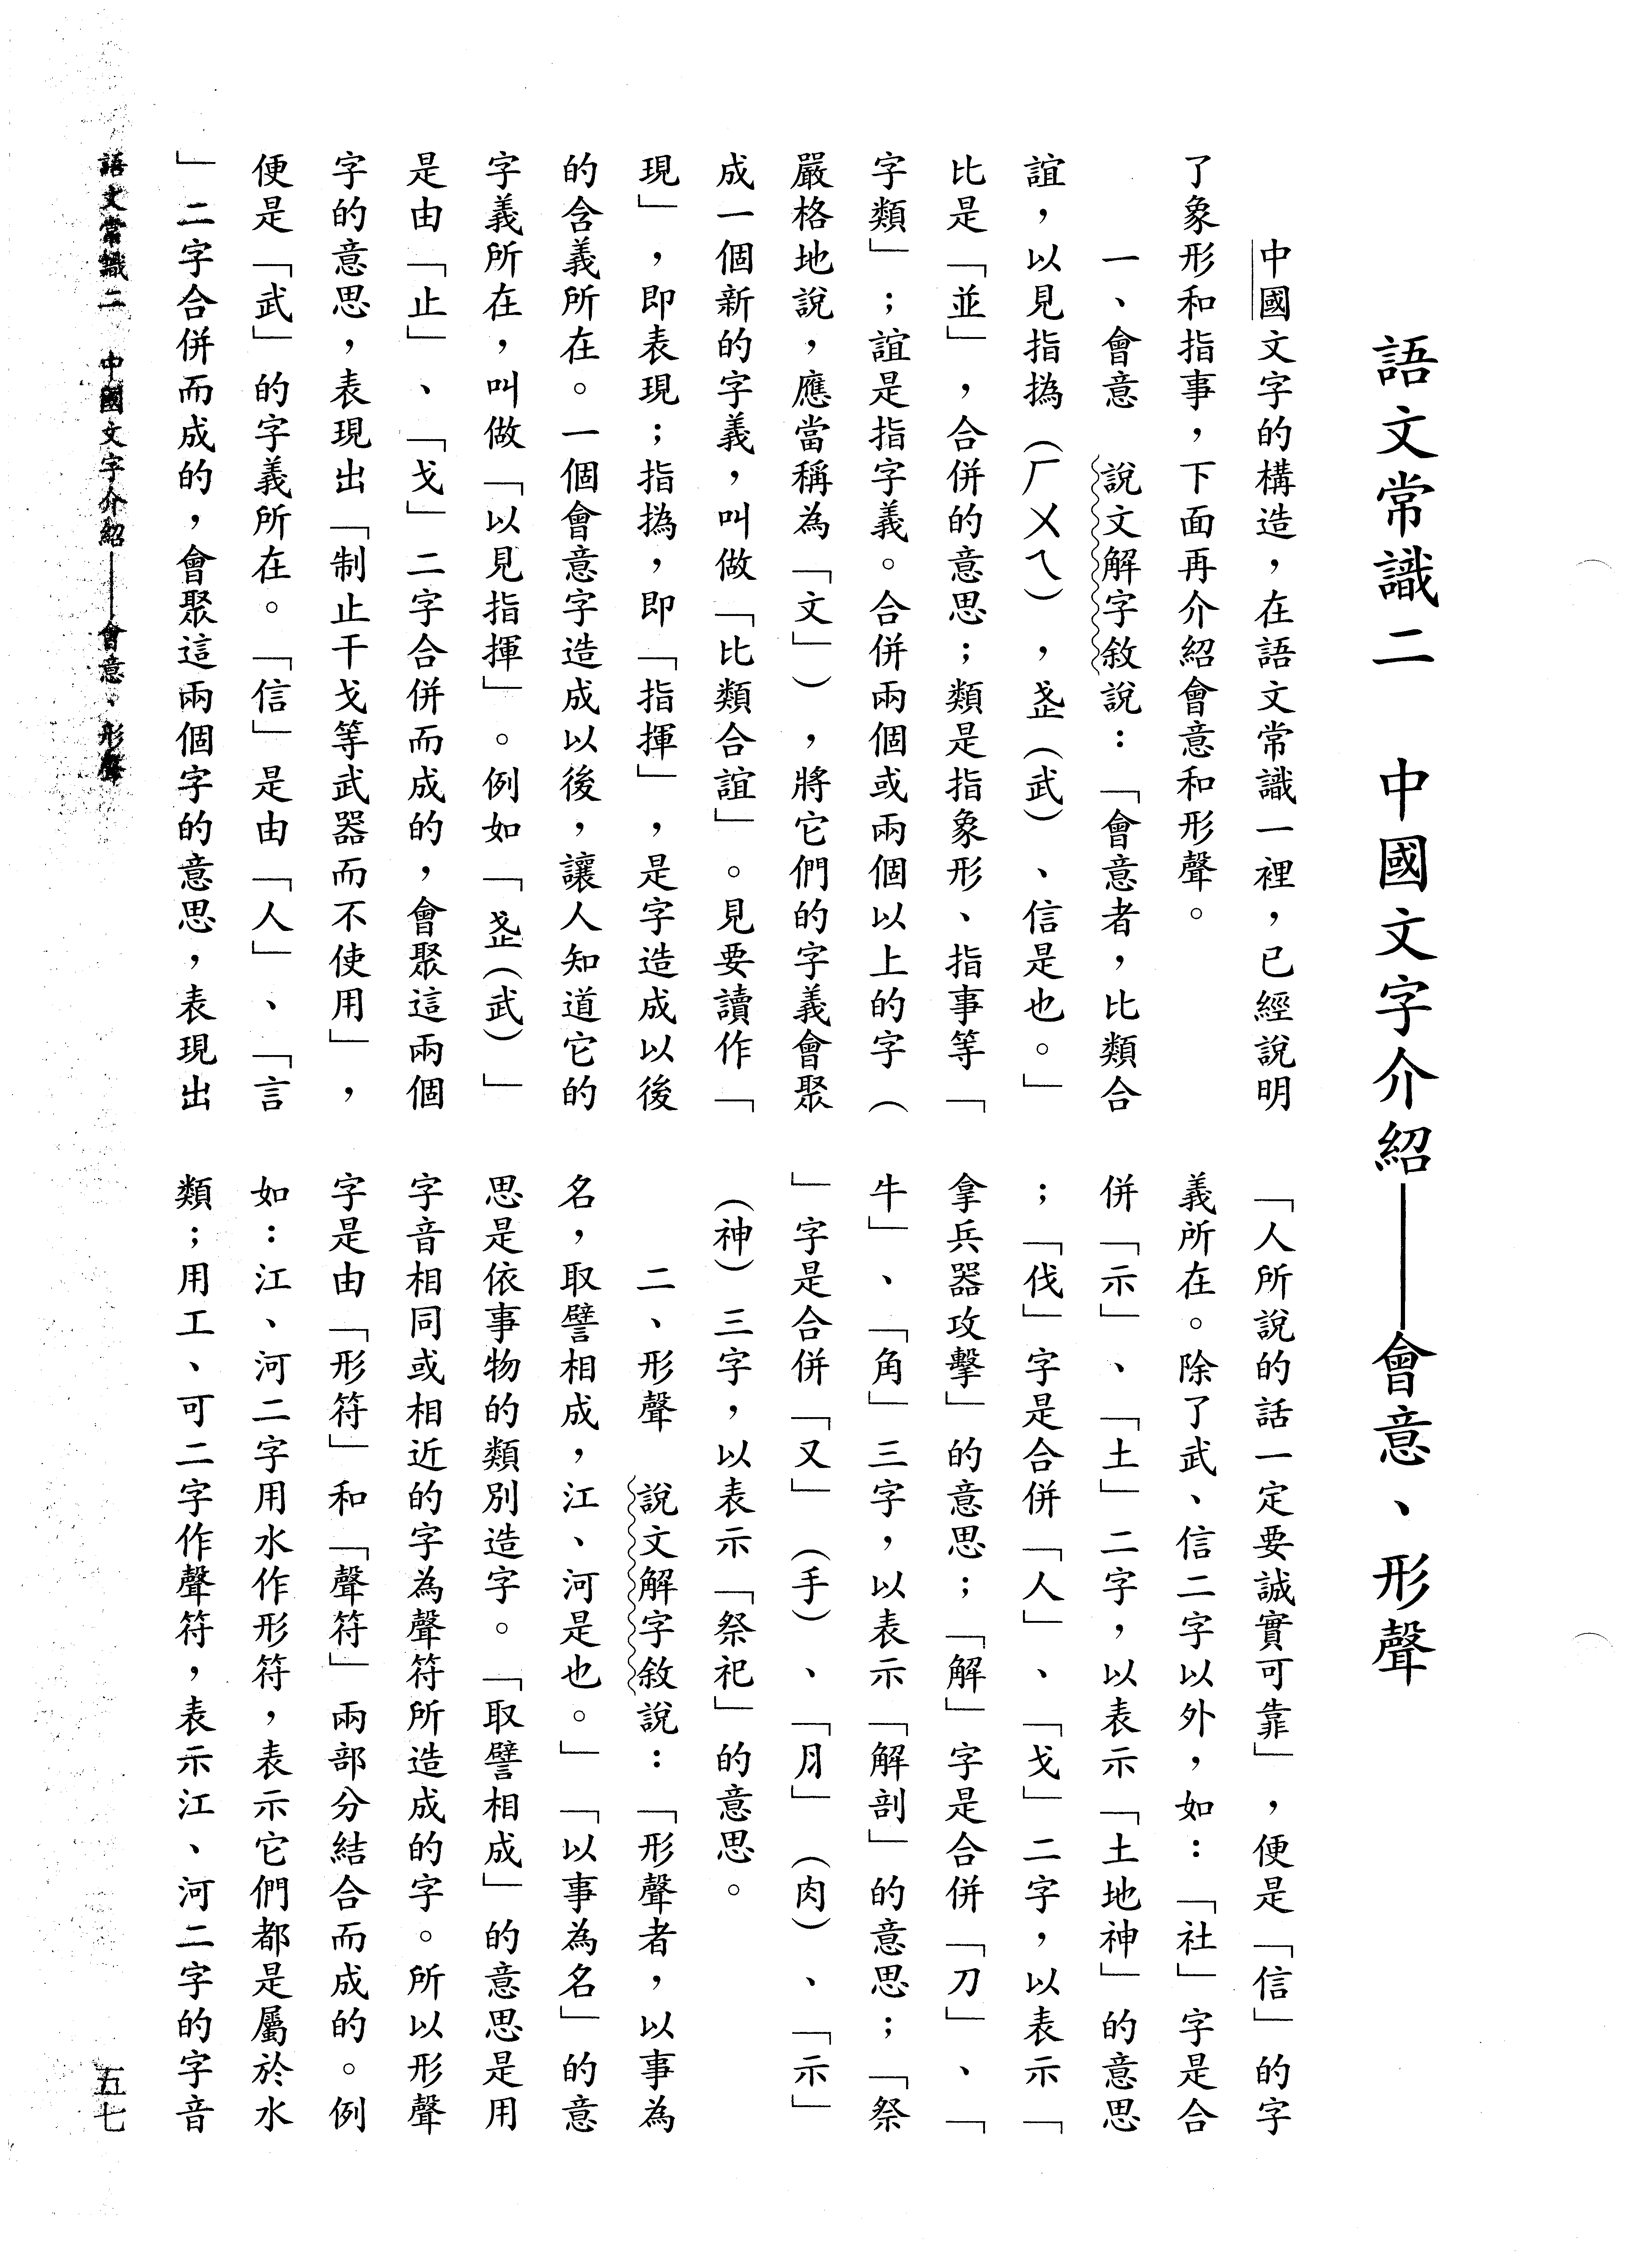 語文常識二　中國文字介紹——會意、形聲
中國文字的構造，在語文常識一裡，已經說明
了象形和指事，下面再介紹會意和形聲。
一、會意　說文解字敘說：「會意者，比類合
誼，以見指撝（ㄏㄨㄟ），𢎌（武）、信是也。」
比是「並」，合併的意思；類是指象形、指事等「
字類」；誼是指字義。合併兩個或兩個以上的字（
嚴格地說，應當稱為「文」），將它們的字義會聚
成一個新的字義，叫做「比類合誼」。見要讀作「
現」，即表現；指撝，即「指揮」，是字造成以後
的含義所在。一個會意字造成以後，讓人知道它的
字義所在，叫做「以見指揮」。例如「（武）」
是由「止」、「戈」二字合併而成的，會聚這兩個
字的意思，表現出「制止干戈等武器而不使用」，
便是「武」的字義所在。「信」是由「人」、「言
」二字合併而成的，會聚這兩個字的意思，表現出
「人所說的話一定要誠實可靠」，便是「信」的字
義所在。除了武、信二字以外，如：「社」字是合
併「示」、「土」二字，以表示「土地神」的意思
；「伐」字是合併「人」、「戈」二字，以表示「
拿兵器攻擊」的意思；「解」字是合併「刀」、「
牛」、「角」三字，以表示「解剖」的意思；「祭
」字是合併「又」（手）、「月」（肉）、「示」
（神）三字，以表示「祭祀」的意思。
二、形聲　說文解字敘說：「形聲者，以事為
名，取譬相成，江、河是也。」「以事為名」的意
思是依事物的類別造字。「取譬相成」的意思是用
字音相同或相近的字為聲符所造成的字。所以形聲
字是由「形符」和「聲符」兩部分結合而成的。例
如：江、河二字用水作形符，表示它們都是屬於水
類；用工、可二字作聲符，表示江、河二字的字音
語文常識二　中國文字介紹——會意、形聲
五七